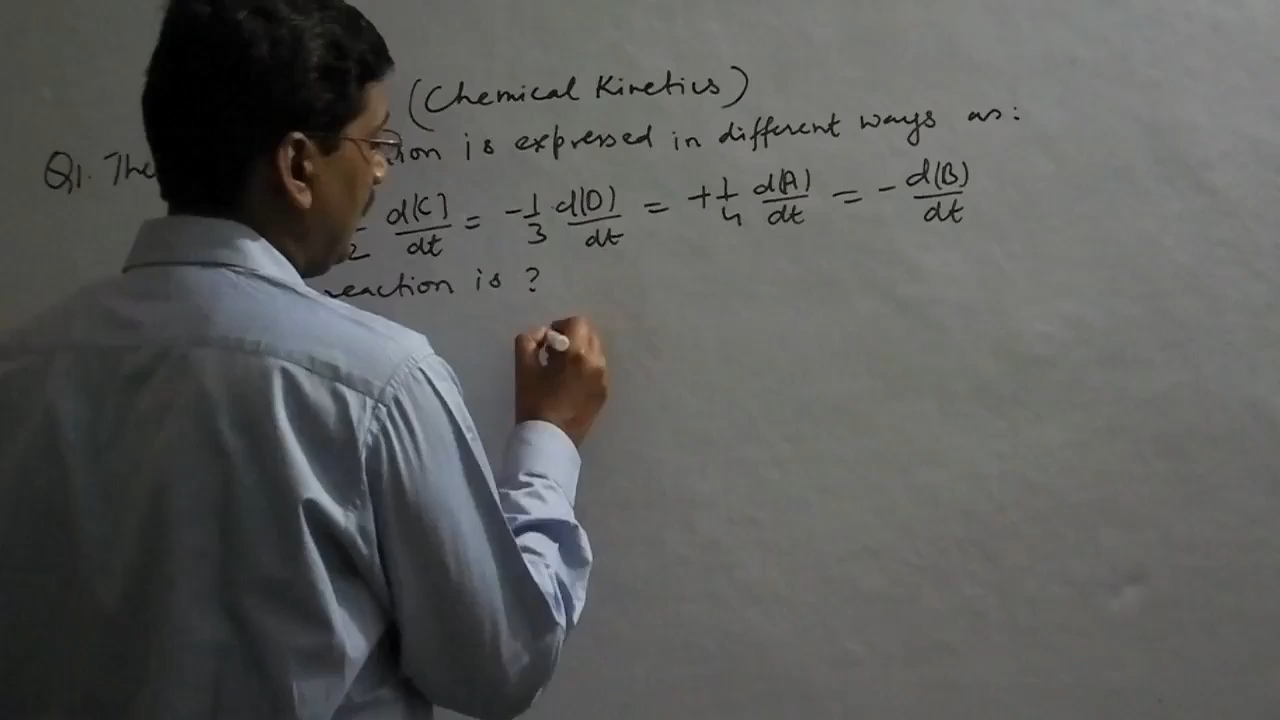 (Chemical Kinetics)
Q1. The is expressed in different ways as:
2 d[C]/dt = -1/3 d(D)/dt = +1/4 d(A)/dt = - d(B)/dt
reaction is ?